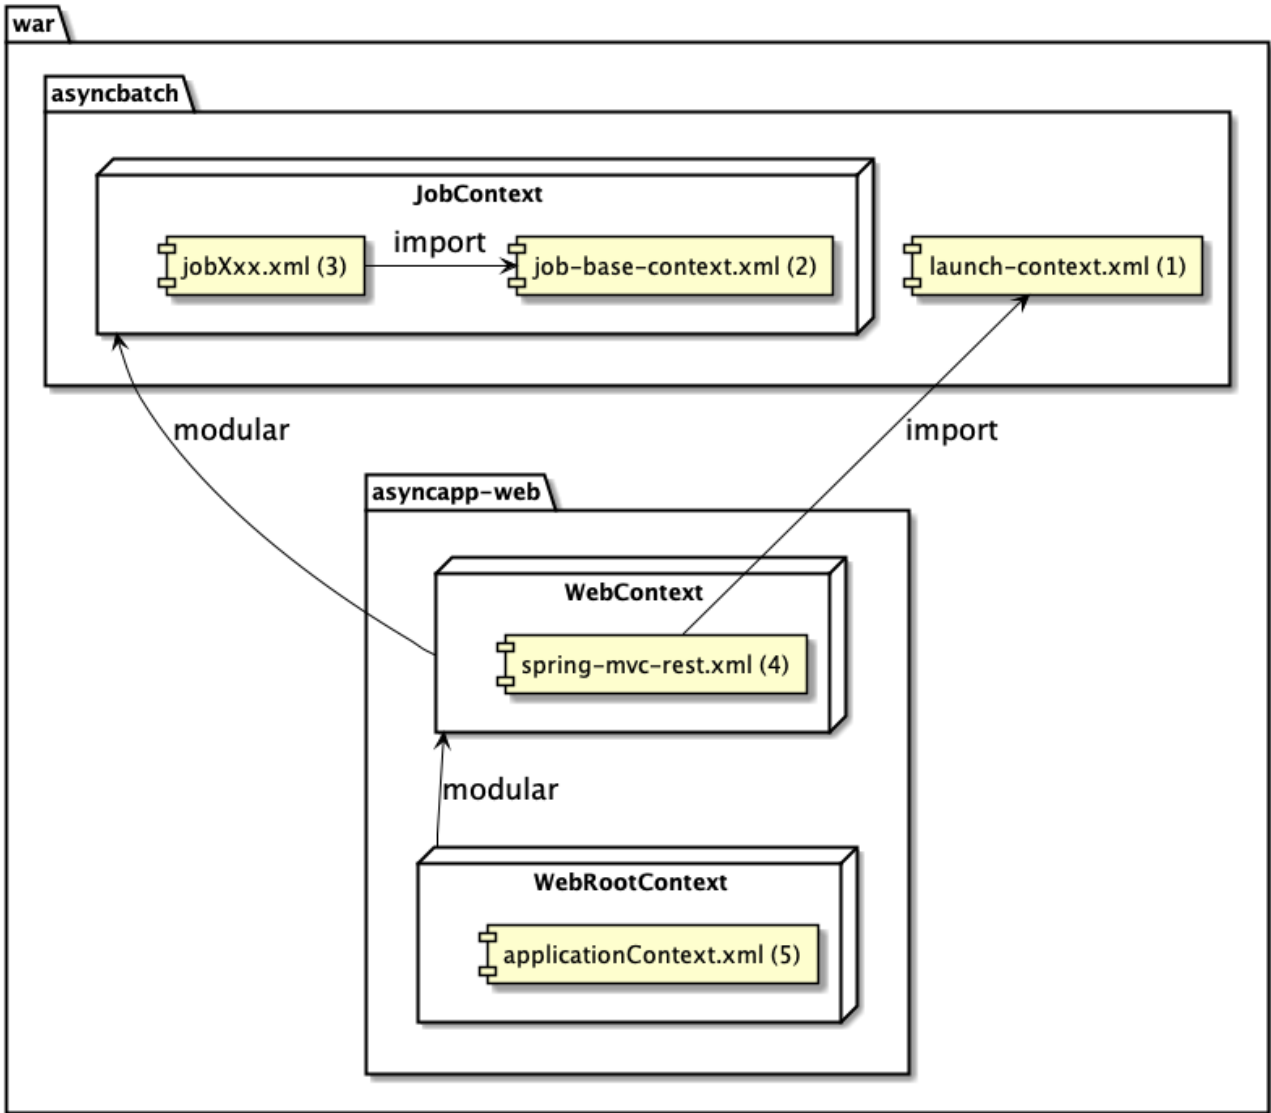 war
asyncbatch
JobContext
jobXxx.xml (3)
import
job-base-context.xml (2)
launch-context.xml (1)
modular
import
asyncapp-web
WebContext
spring-mvc-rest.xml (4)
modular
WebRootContext
applicationContext.xml (5)